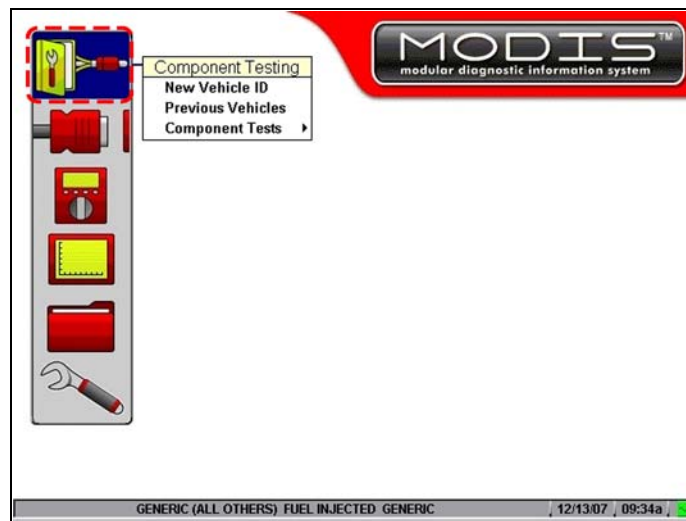 MODIS™
modular diagnostic information system
Component Testing
New Vehicle ID
Previous Vehicles
Component Tests
GENERIC (ALL OTHERS) FUEL INJECTED GENERIC
12/13/07
09:34a